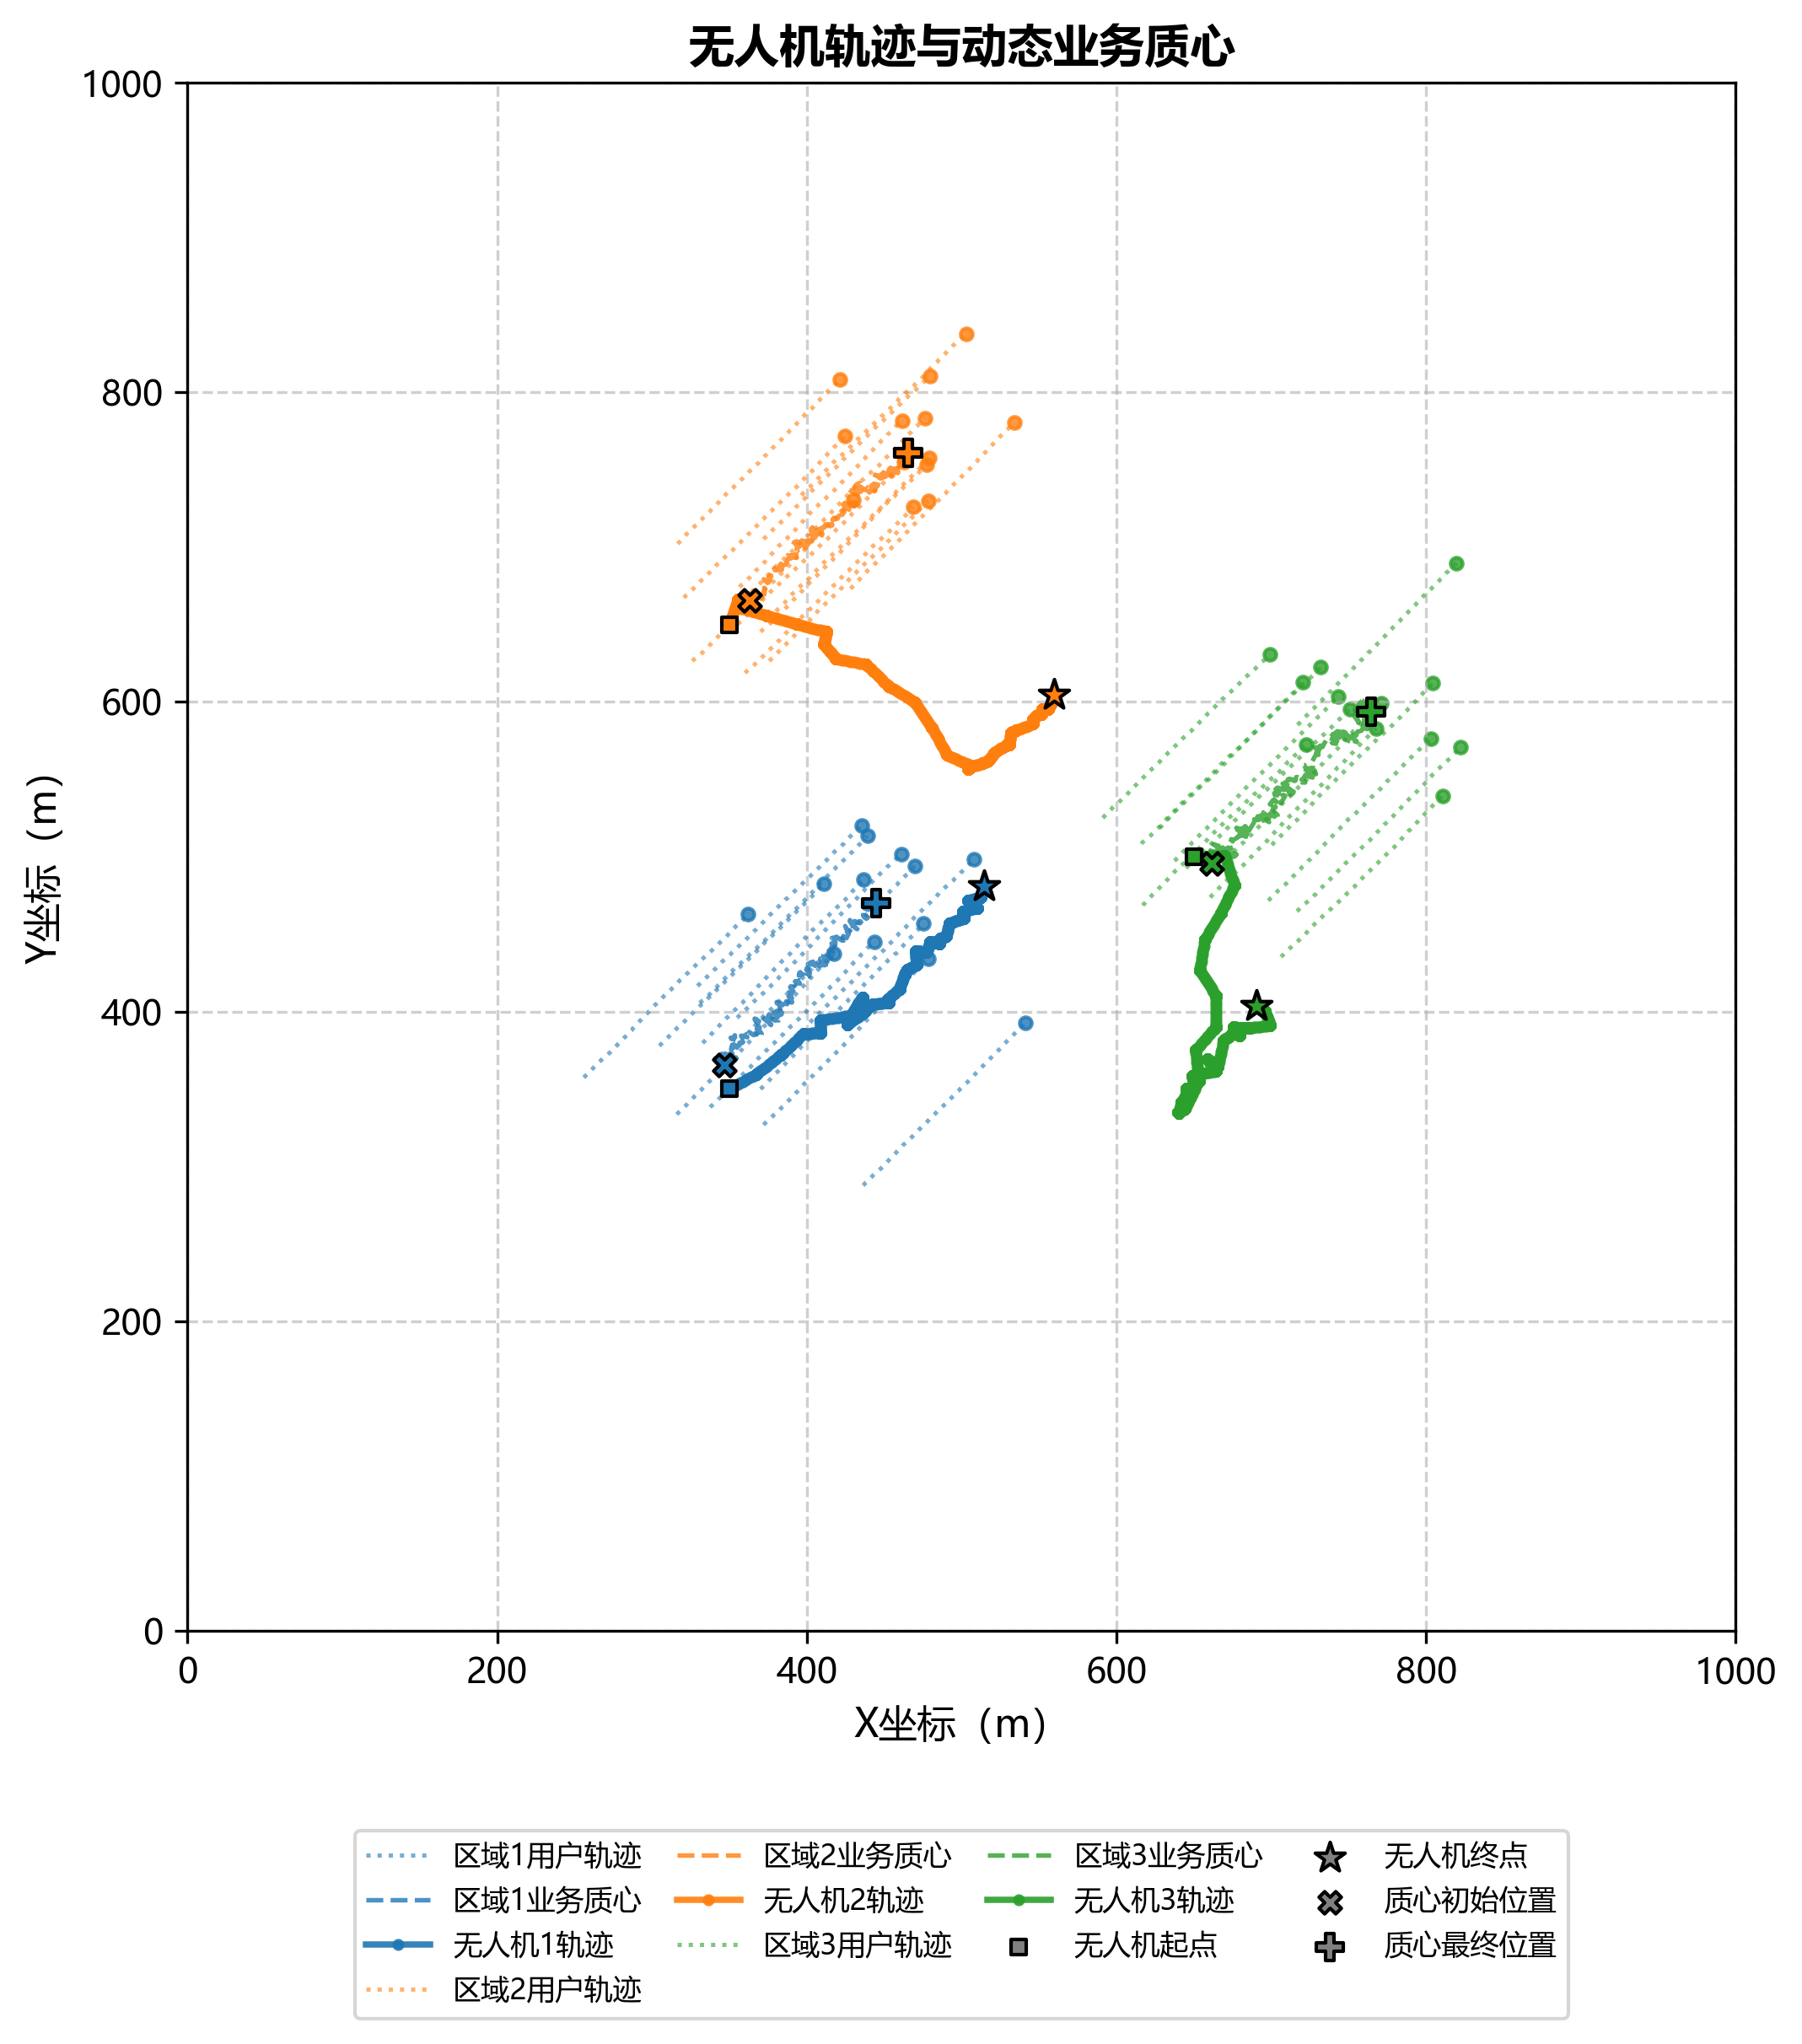 无人机轨迹与动态业务质心
1000
800
600
400
200
0
Y坐标（m）
0 200 400 600 800 1000
X坐标（m）
区域1用户轨迹 区域2业务质心 区域3业务质心 无人机终点
区域1业务质心 无人机2轨迹 无人机3轨迹 质心初始位置
无人机1轨迹 区域3用户轨迹 无人机起点 质心最终位置
区域2用户轨迹